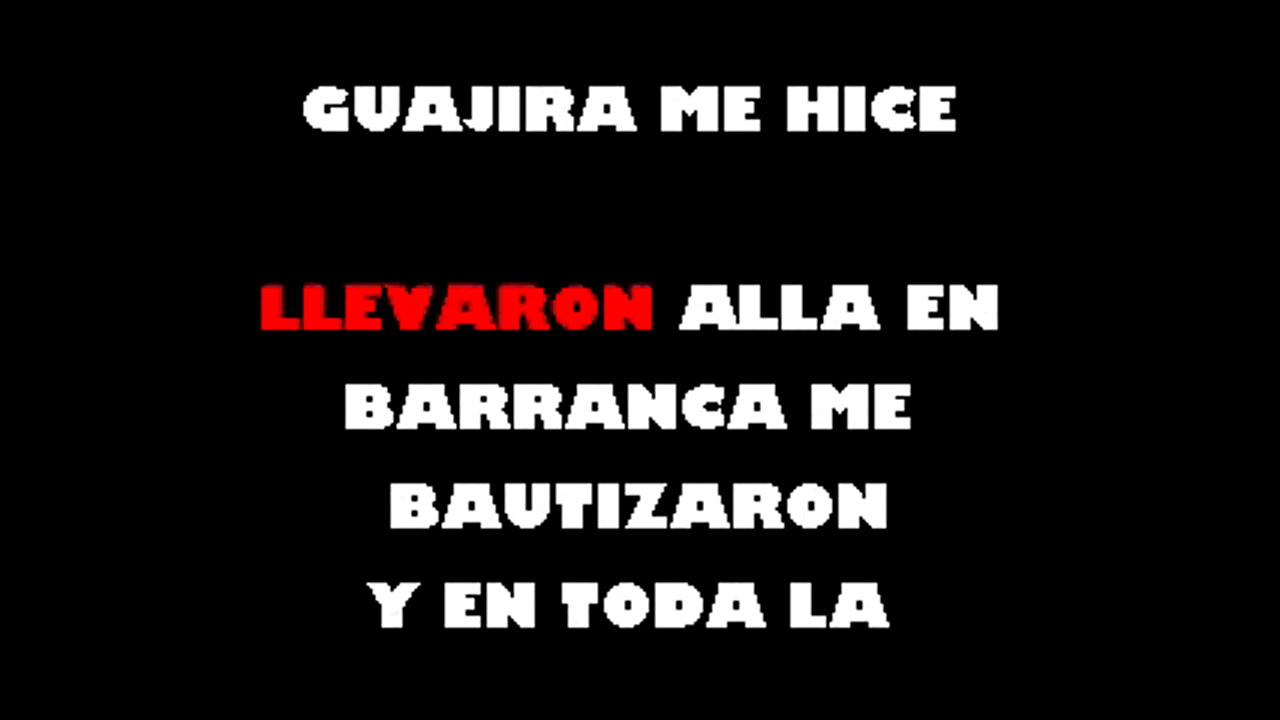 GUAJIRA ME HICE
LLEVARON ALLA EN
BARRANCA ME
BAUTIZARON
Y EN TODA LA